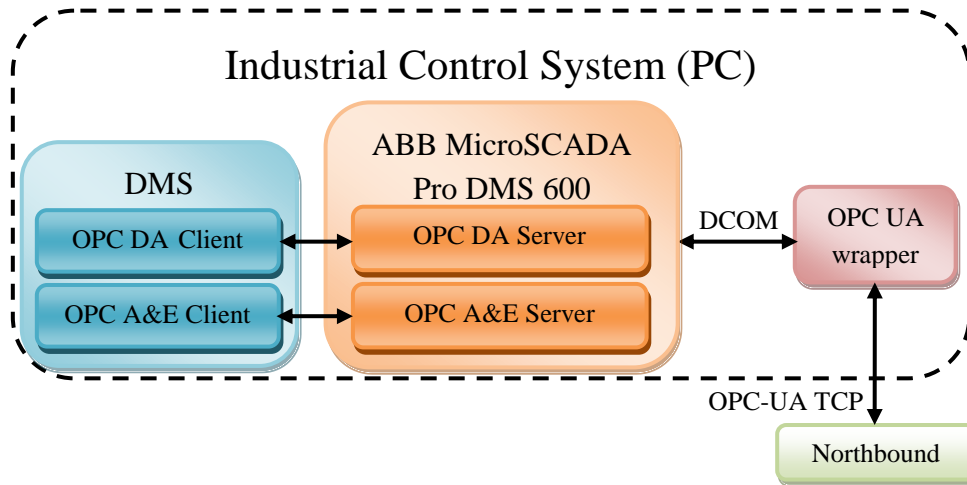 Industrial Control System (PC)
DMS
OPC DA Client
OPC A&E Client
ABB MicroSCADA
Pro DMS 600
OPC DA Server
OPC A&E Server
DCOM
OPC UA
wrapper
OPC-UA TCP
Northbound